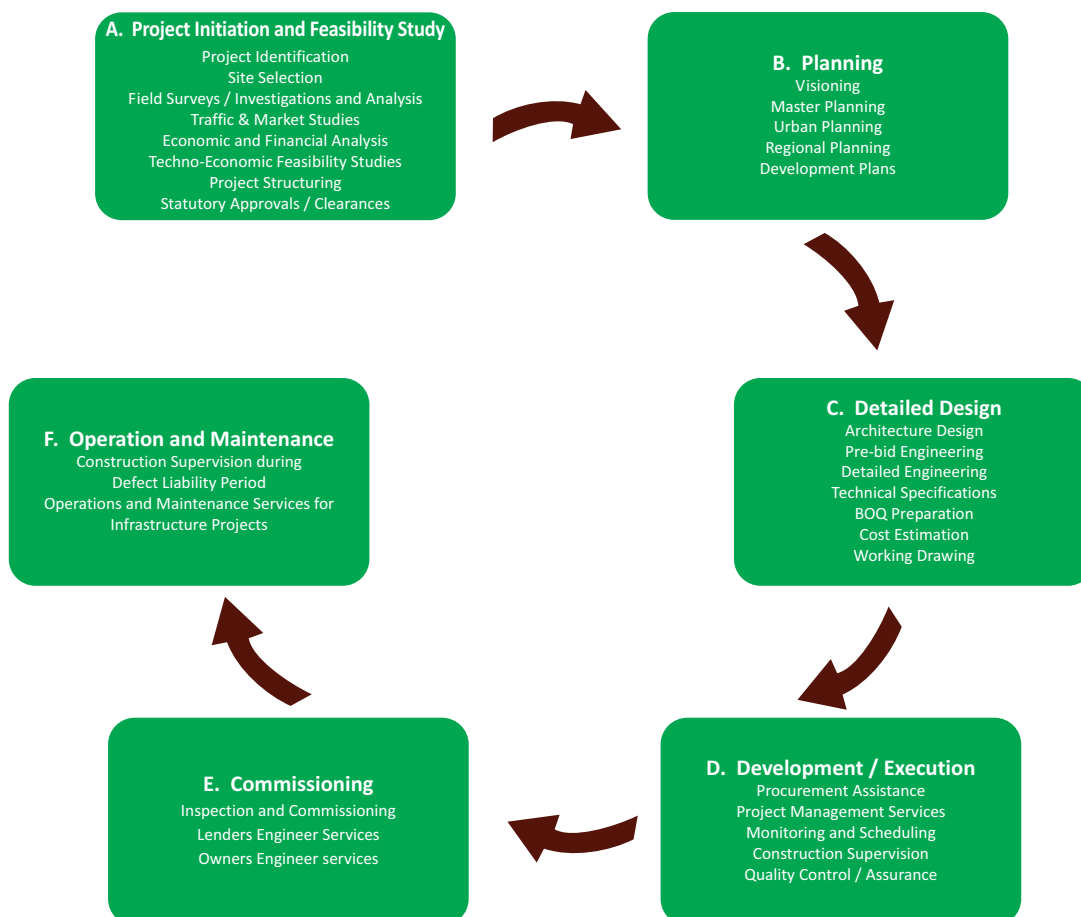 A. Project Initiation and Feasibility Study
Project Identification
Site Selection
Field Surveys / Investigations and Analysis
Traffic & Market Studies
Economic and Financial Analysis
Techno-Economic Feasibility Studies
Project Structuring
Statutory Approvals / Clearances
B. Planning
Visioning
Master Planning
Urban Planning
Regional Planning
Development Plans
C. Detailed Design
Architecture Design
Pre-bid Engineering
Detailed Engineering
Technical Specifications
BOQ Preparation
Cost Estimation
Working Drawing
D. Development / Execution
Procurement Assistance
Project Management Services
Monitoring and Scheduling
Construction Supervision
Quality Control / Assurance
E. Commissioning
Inspection and Commissioning
Lenders Engineer Services
Owners Engineer services
F. Operation and Maintenance
Construction Supervision during
Defect Liability Period
Operations and Maintenance Services for
Infrastructure Projects